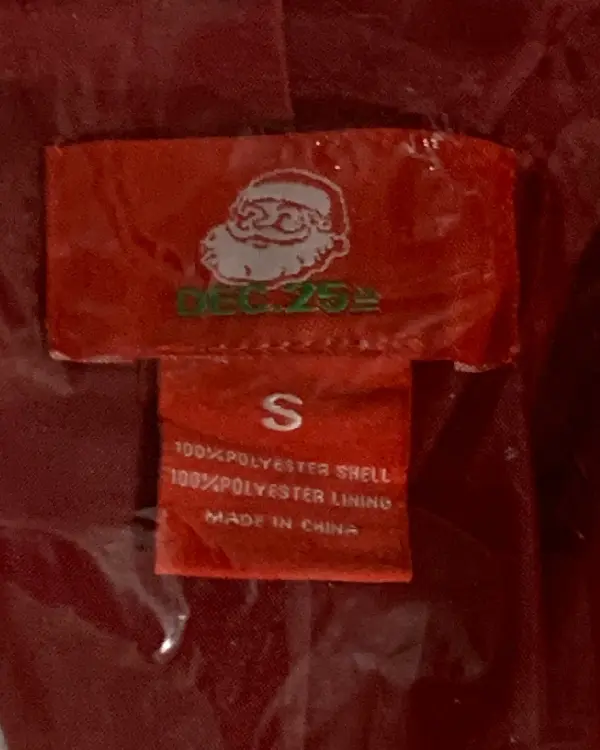 DEC. 25TH
S
100%POLYESTER SHELL
100%POLYESTER LINING
MADE IN CHINA